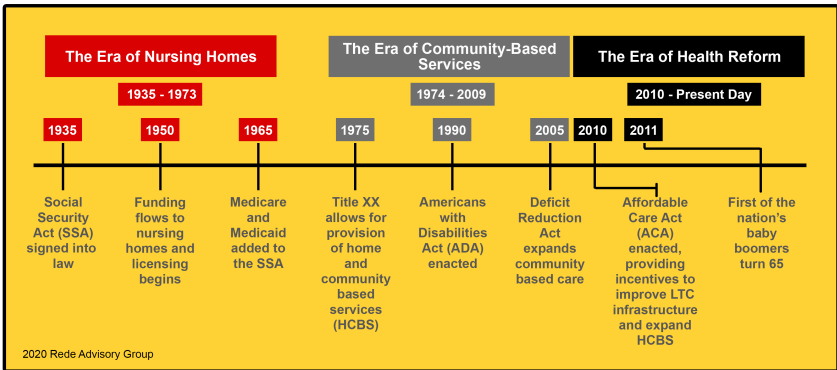 The Era of Nursing Homes
1935 - 1973
The Era of Community-Based
Services
1974 - 2009
The Era of Health Reform
2010 - Present Day
1935
Social
Security
Act (SSA)
signed into
law
1950
Funding
flows to
nursing
homes and
licensing
begins
1965
Medicare
and
Medicaid
added to
the SSA
1975
Title XX
allows for
provision
of home
and
community
based
services
(HCBS)
1990
Americans
with
Disabilities
Act (ADA)
enacted
2005
Deficit
Reduction
Act
expands
community
based care
2010
Affordable
Care Act
(ACA)
enacted,
providing
incentives to
improve LTC
infrastructure
and expand
HCBS
2011
First of the
nation's
baby
boomers
turn 65
2020 Rede Advisory Group